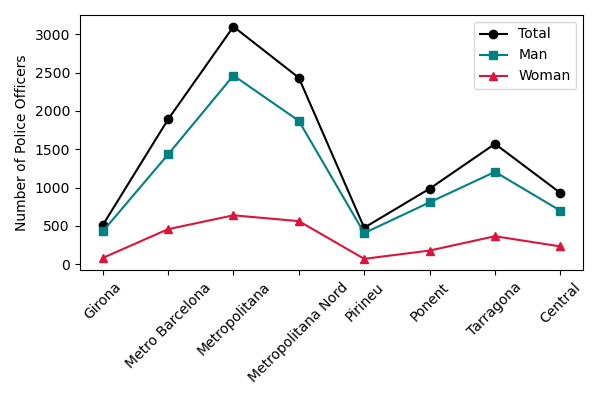 Number of Police Officers
3000
2500
2000
1500
1000
500
0
Total
Man
Woman
Girona
Metro Barcelona
Metropolitana
Metropolitana Nord
Pirineu
Ponent
Tarragona
Central